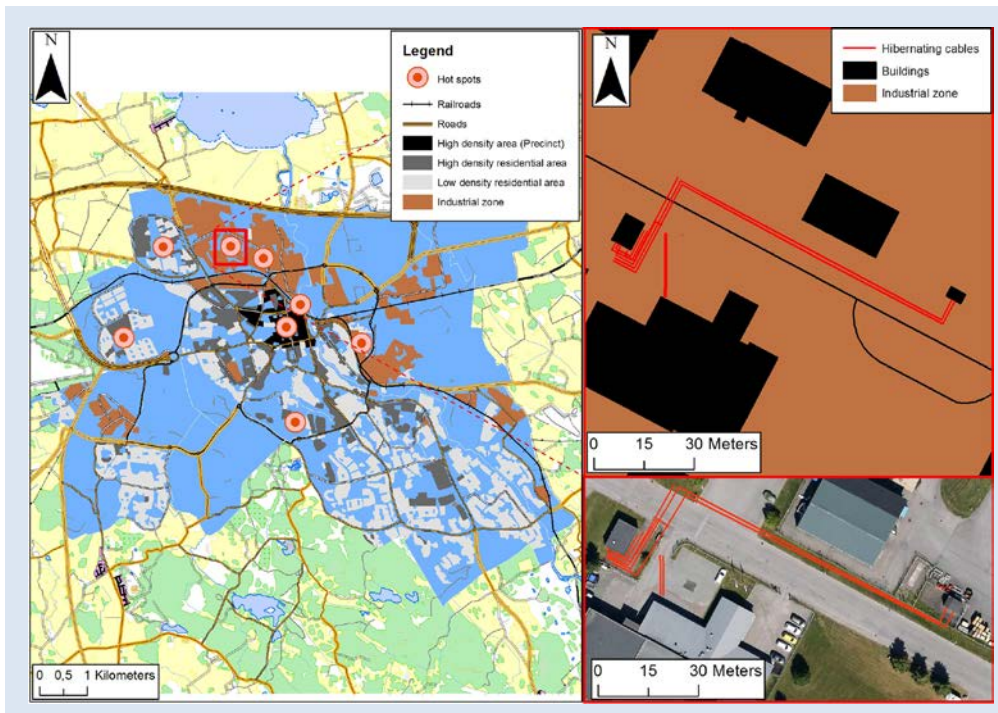 N
Legend
Hot spots
Railroads
Roads
High density area (Precinct)
High density residential area
Low density residential area
Industrial zone
0 0,5 1 Kilometers
N
Hibernating cables
Buildings
Industrial zone
0 15 30 Meters
0 15 30 Meters